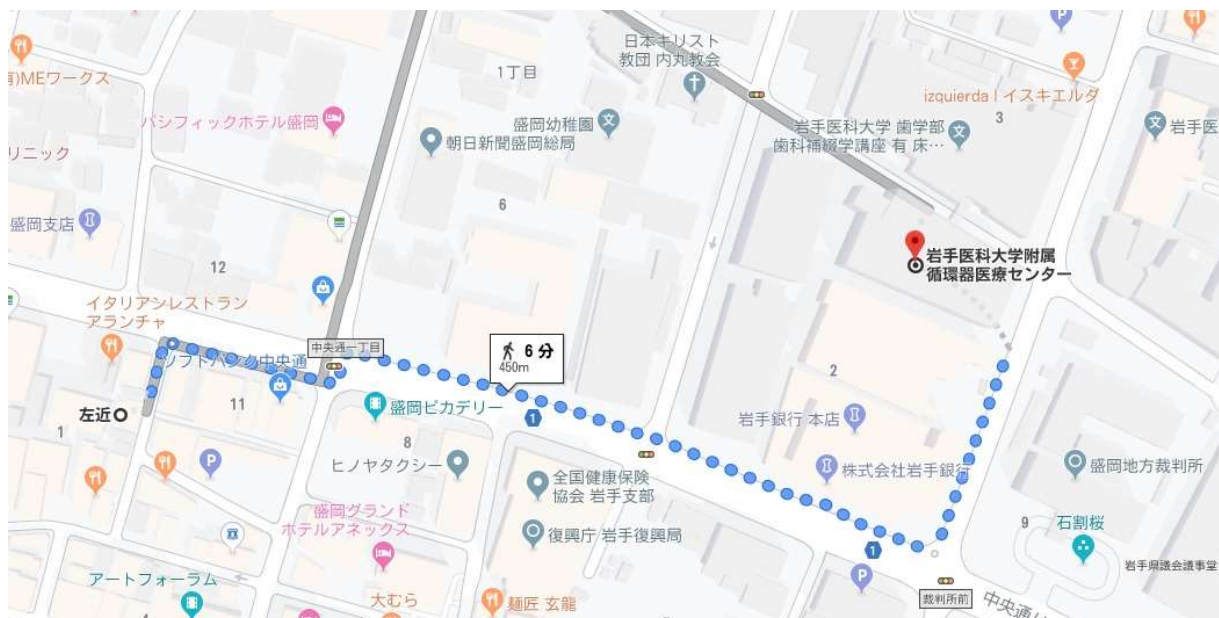 日本キリスト
教団 内丸教会
1丁目
MEワークス
izquierda | イスキエルダ
3
パシフィックホテル盛岡
盛岡幼稚園
朝日新聞盛岡総局
岩手医科大学 歯学部
歯科補綴学講座 有 床…
岩手医
リニック
6
盛岡支店
12
岩手医科大学附属
循環器医療センター
イタリアンレストラン
アランチャ
中央通一丁目
6 分
450m
ソフトバンク中央通
2
左近
11
盛岡ピカデリー
1
岩手銀行 本店
1
8
ヒノヤタクシー
全国健康保険
協会 岩手支部
株式会社岩手銀行
盛岡地方裁判所
P
盛岡グランド
ホテルアネックス
復興庁 岩手復興局
9
石割桜
1
岩手県議会議事堂
アートフォーラム
P
大むら
麺匠 玄龍
裁判所前
中央通り